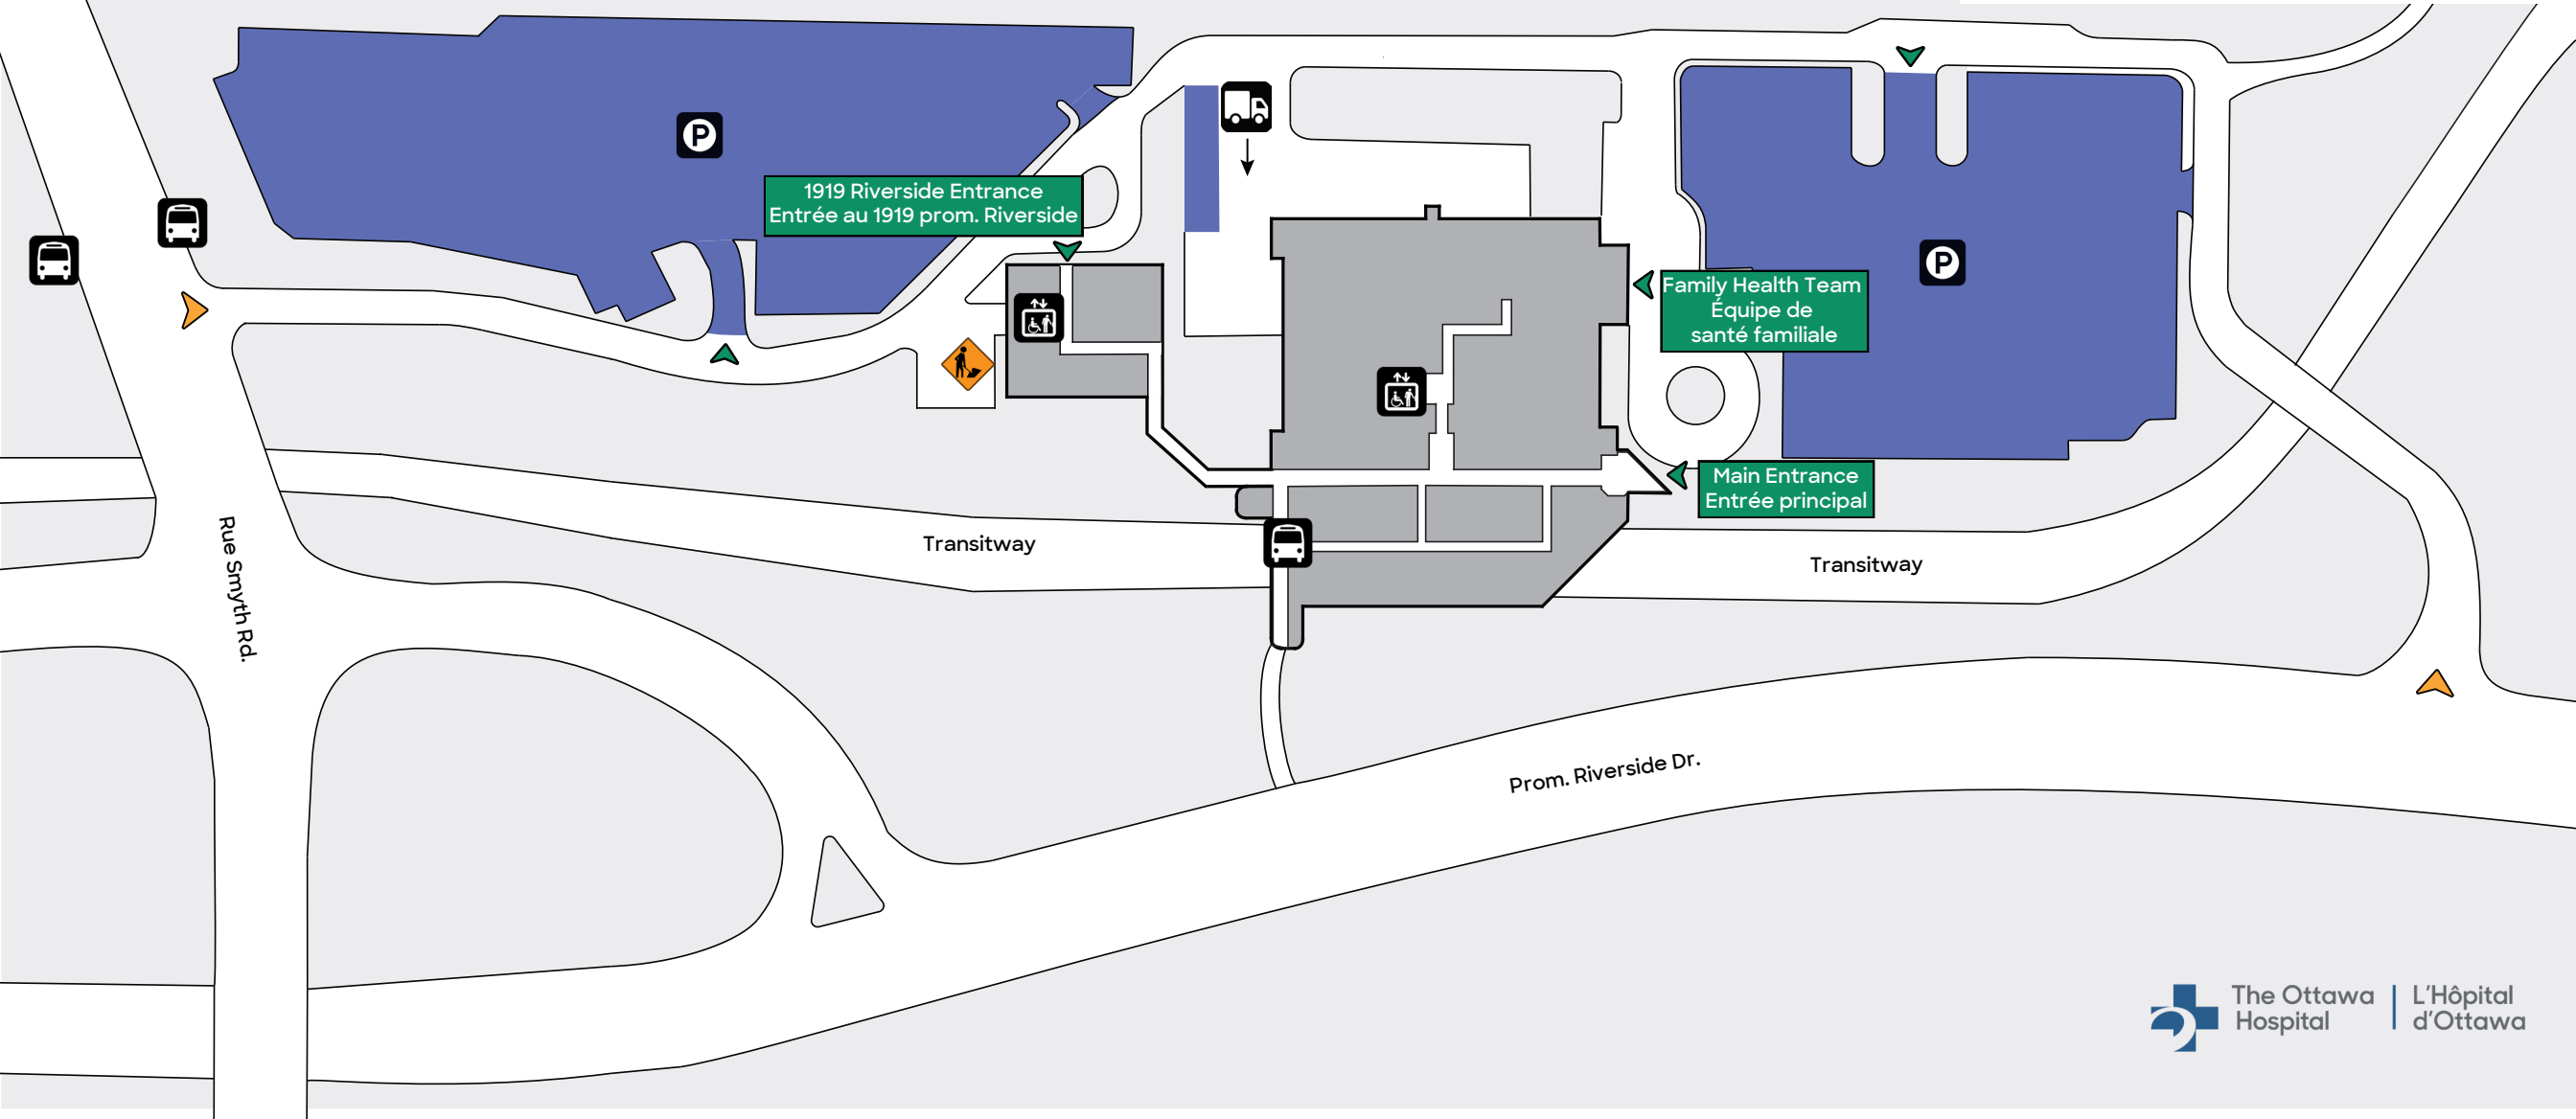 P
1919 Riverside Entrance
Entrée au 1919 prom. Riverside
P
Family Health Team
Équipe de
santé familiale
Main Entrance
Entrée principal
Rue Smyth Rd.
Transitway
Transitway
Prom. Riverside Dr.
The Ottawa
Hospital
L'Hôpital
d'Ottawa